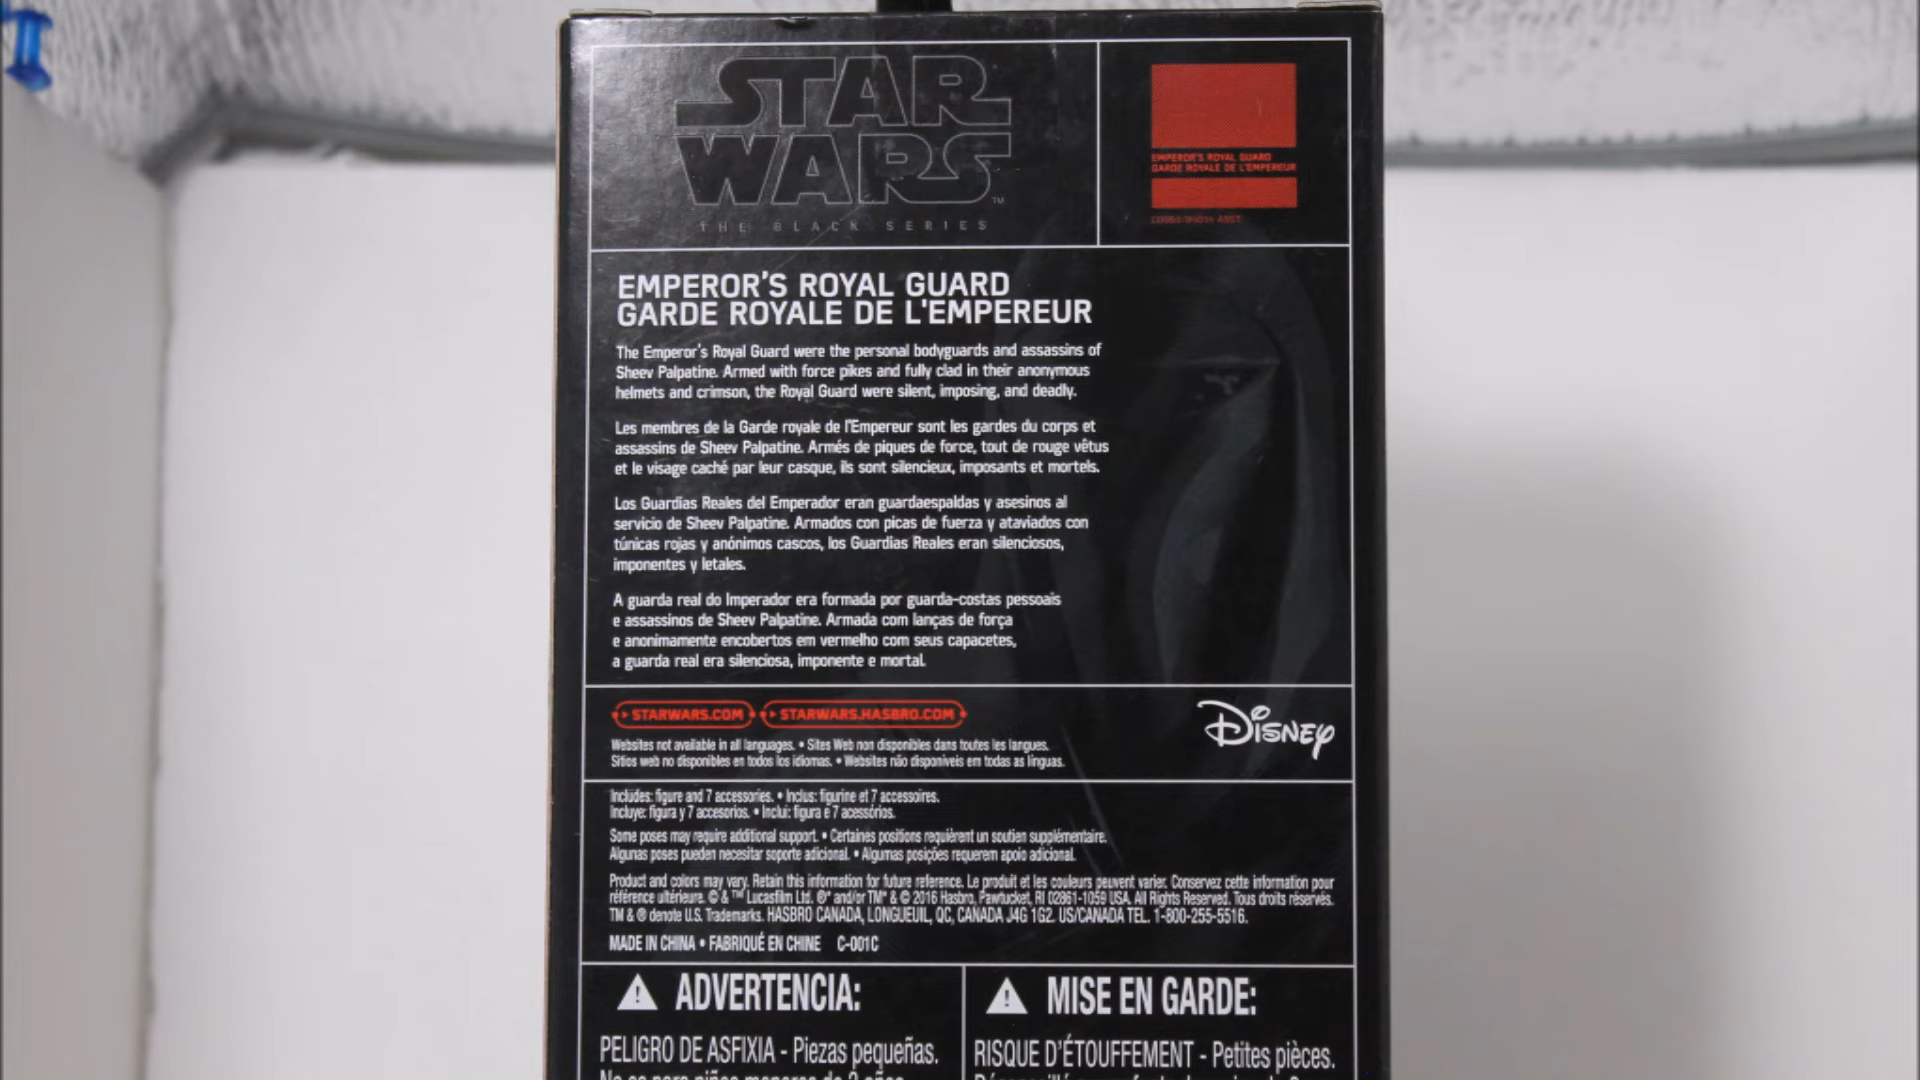 STAR
WARS
TM
THE BLACK SERIES
EMPEROR'S ROYAL GUARD
GARDE ROYALE DE L'EMPEREUR
EMPEROR'S ROYAL GUARD
GARDE ROYALE DE L'EMPEREUR
The Emperor's Royal Guard were the personal bodyguards and assassins of
Sheev Palpatine. Armed with force pikes and fully clad in their anonymous
helmets and crimson, the Royal Guard were silent, imposing, and deadly.
Les membres de la Garde royale de l'Empereur sont les gardes du corps et
assassins de Sheev Palpatine. Armés de piques de force, tout de rouge vêtus
et le visage caché par leur casque, ils sont silencieux, imposants et mortels.
Los Guardias Reales del Emperador eran guardaespaldas y asesinos al
servicio de Sheev Palpatine. Armados con picas de fuerza y ataviados con
túnicas rojas y anónimos cascos, los Guardias Reales eran silenciosos,
imponentes y letales.
A guarda real do Imperador era formada por guarda-costas pessoais
e assassinos de Sheev Palpatine. Armada com lanças de força
e anonimamente encobertos em vermelho com seus capacetes,
a guarda real era silenciosa, imponente e mortal.
STARWARS.COM STARWARS.HASBRO.COM
Disney
Websites not available in all languages. • Sites Web non disponibles dans toutes les langues.
Sitios web no disponibles en todos los idiomas. • Websites não disponíveis em todas as línguas.
Includes: figure and 7 accessories. • Inclus: figurine et 7 accessoires.
Incluye: figura y 7 accesorios. • Inclui: figura e 7 acessórios.
Some poses may require additional support. • Certaines positions requièrent un soutien supplémentaire.
Algunas poses pueden necesitar soporte adicional. • Algumas posições requerem apoio adicional.
Product and colors may vary. Retain this information for future reference. Le produit et les couleurs peuvent varier. Conservez cette information pour
référence ultérieure. © & ™ Lucasfilm Ltd. ®* and/or TM* & © 2016 Hasbro, Pawtucket, RI 02861-1059 USA. All Rights Reserved. Tous droits réservés.
TM & ® denote U.S. Trademarks. HASBRO CANADA, LONGUEUIL, QC, CANADA J4G 1G2. US/CANADA TEL. 1-800-255-5516.
MADE IN CHINA • FABRIQUÉ EN CHINE C-001C
ADVERTENCIA:
PELIGRO DE ASFIXIA - Piezas pequeñas.
MISE EN GARDE:
RISQUE D'ÉTOUFFEMENT - Petites pièces.